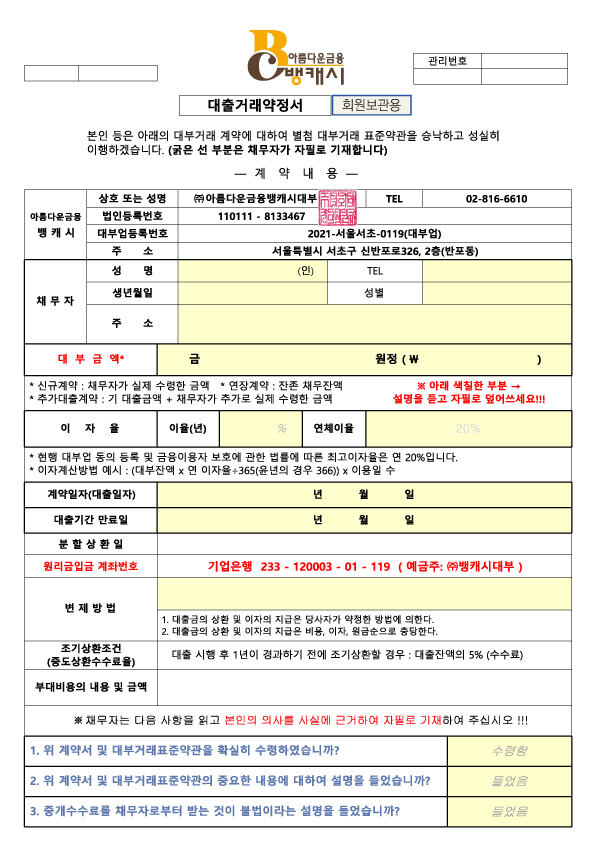 아름다운금융
뱅캐시
관리번호
대출거래약정서 회원보관용
본인 등은 아래의 대부거래 계약에 대하여 별첨 대부거래 표준약관을 승낙하고 성실히
이행하겠습니다. (굵은 선 부분은 채무자가 자필로 기재합니다)
— 계 약 내 용 —
아름다운금융
뱅 캐 시
상호 또는 성명 ㈜아름다운금융뱅캐시대부 TEL 02-816-6610
법인등록번호 110111 - 8133467
대부업등록번호 2021-서울서초-0119(대부업)
주 소 서울특별시 서초구 신반포로326, 2층(반포동)
채 무 자
성 명 (인) TEL
생년월일 성별
주 소
대 부 금 액* 금 원정 ( ₩ )
* 신규계약 : 채무자가 실제 수령한 금액 * 연장계약 : 잔존 채무잔액
* 추가대출계약 : 기 대출금액 + 채무자가 추가로 실제 수령한 금액
※ 아래 색칠한 부분 →
설명을 듣고 자필로 덮어쓰세요!!!
이 자 율 이율(년) % 연체이율 20%
* 현행 대부업 동의 등록 및 금융이용자 보호에 관한 법률에 따른 최고이자율은 연 20%입니다.
* 이자계산방법 예시 : (대부잔액 x 연 이자율÷365(윤년의 경우 366)) x 이용일 수
계약일자(대출일자) 년 월 일
대출기간 만료일 년 월 일
분 할 상 환 일
원리금입금 계좌번호 기업은행 233 - 120003 - 01 - 119 ( 예금주: ㈜뱅캐시대부 )
변 제 방 법
1. 대출금의 상환 및 이자의 지급은 당사자가 약정한 방법에 의한다.
2. 대출금의 상환 및 이자의 지급은 비용, 이자, 원금순으로 충당한다.
조기상환조건
(중도상환수수료율)
대출 시행 후 1년이 경과하기 전에 조기상환할 경우 : 대출잔액의 5% (수수료)
부대비용의 내용 및 금액
※ 채무자는 다음 사항을 읽고 본인의 의사를 사실에 근거하여 자필로 기재하여 주십시오 !!!
1. 위 계약서 및 대부거래표준약관을 확실히 수령하였습니까? 수령함
2. 위 계약서 및 대부거래표준약관의 중요한 내용에 대하여 설명을 들었습니까? 들었음
3. 중개수수료를 채무자로부터 받는 것이 불법이라는 설명을 들었습니까? 들었음